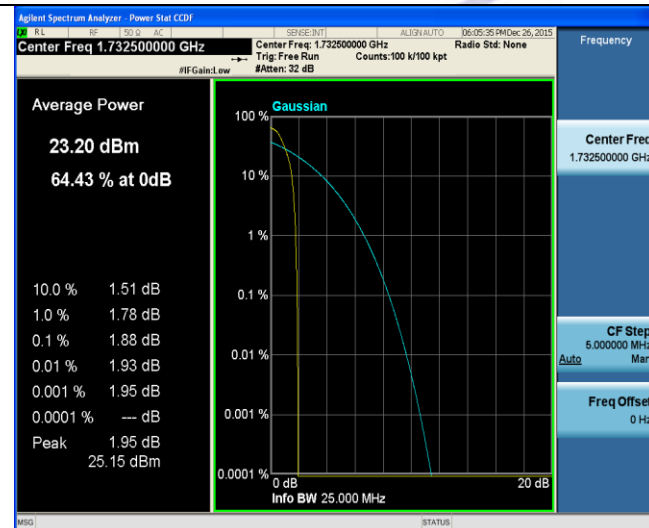 Agilent Spectrum Analyzer - Power Stat CCDF
RL RF 50 Ω AC SENSE:INT ALIGN AUTO 06:05:35 PM Dec 26, 2015
Center Freq 1.732500000 GHz
Center Freq: 1.732500000 GHz Radio Std: None
Trig: Free Run Counts:100 k/100 kpt
#IFGain:Low #Atten: 32 dB
Frequency
Average Power
23.20 dBm
64.43 % at 0dB
10.0 % 1.51 dB
1.0 % 1.78 dB
0.1 % 1.88 dB
0.01 % 1.93 dB
0.001 % 1.95 dB
0.0001 % --- dB
Peak 1.95 dB
25.15 dBm
Gaussian
100 %
10 %
1 %
0.1 %
0.01 %
0.001 %
0.0001 %
0 dB 20 dB
Info BW 25.000 MHz
Center Freq
1.732500000 GHz
CF Step
5.000000 MHz
Auto Man
Freq Offset
0 Hz
MSG STATUS